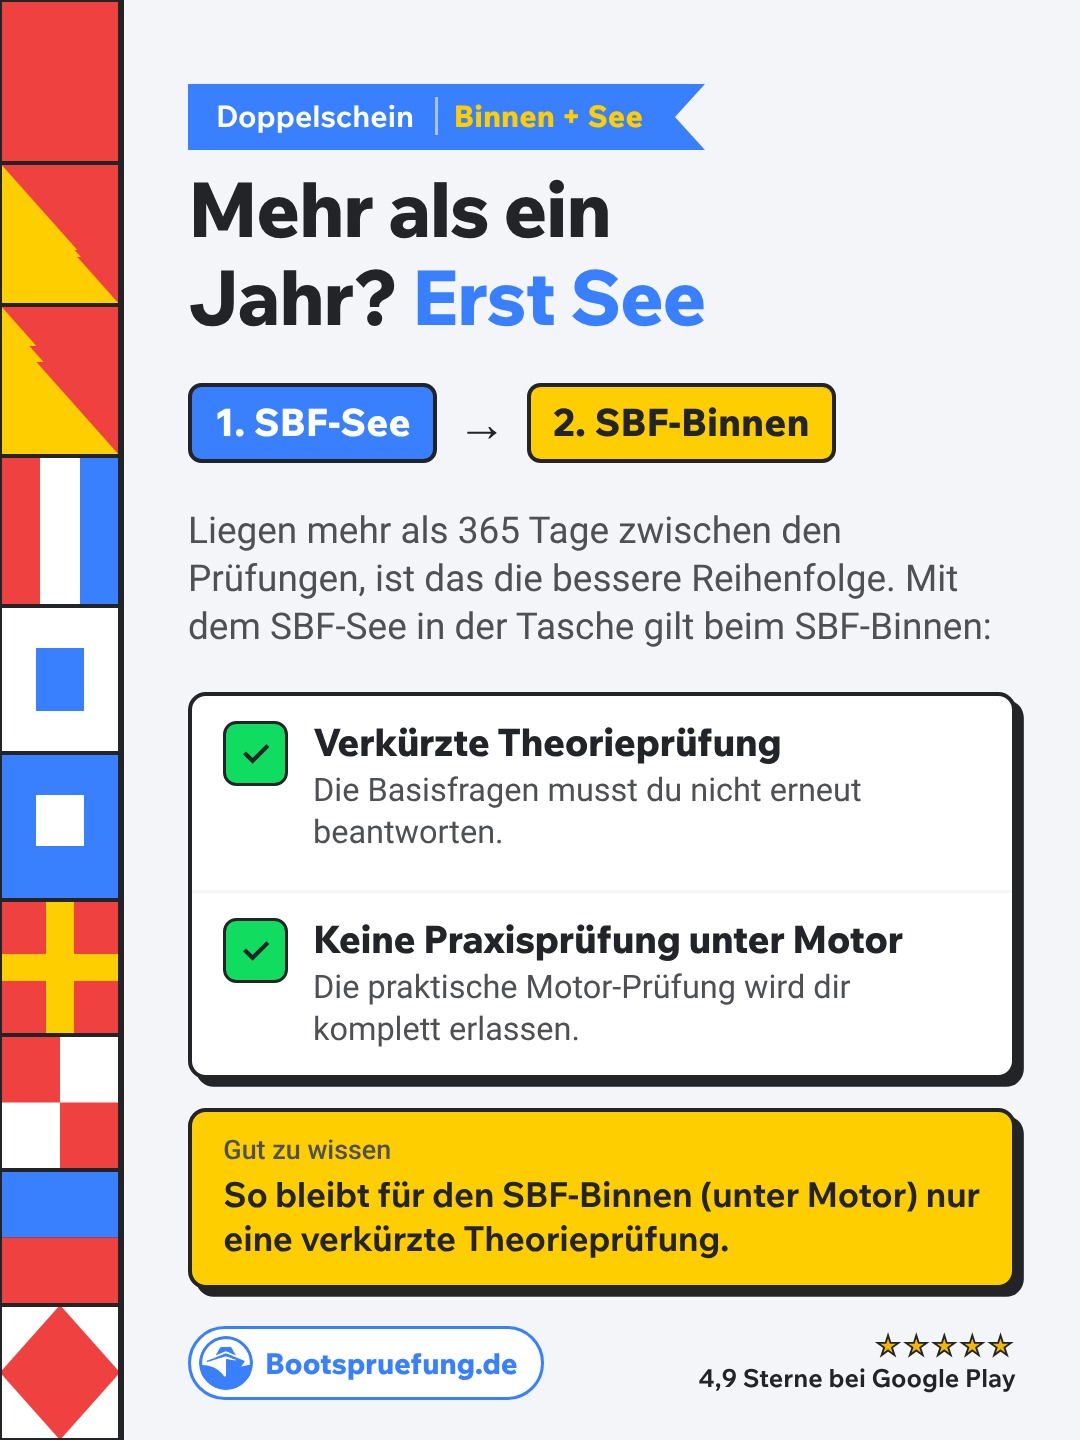 Doppelschein | Binnen + See
Mehr als ein
Jahr? Erst See
1. SBF-See → 2. SBF-Binnen
Liegen mehr als 365 Tage zwischen den
Prüfungen, ist das die bessere Reihenfolge. Mit
dem SBF-See in der Tasche gilt beim SBF-Binnen:
Verkürzte Theorieprüfung
Die Basisfragen musst du nicht erneut
beantworten.
Keine Praxisprüfung unter Motor
Die praktische Motor-Prüfung wird dir
komplett erlassen.
Gut zu wissen
So bleibt für den SBF-Binnen (unter Motor) nur
eine verkürzte Theorieprüfung.
Bootspruefung.de
4,9 Sterne bei Google Play